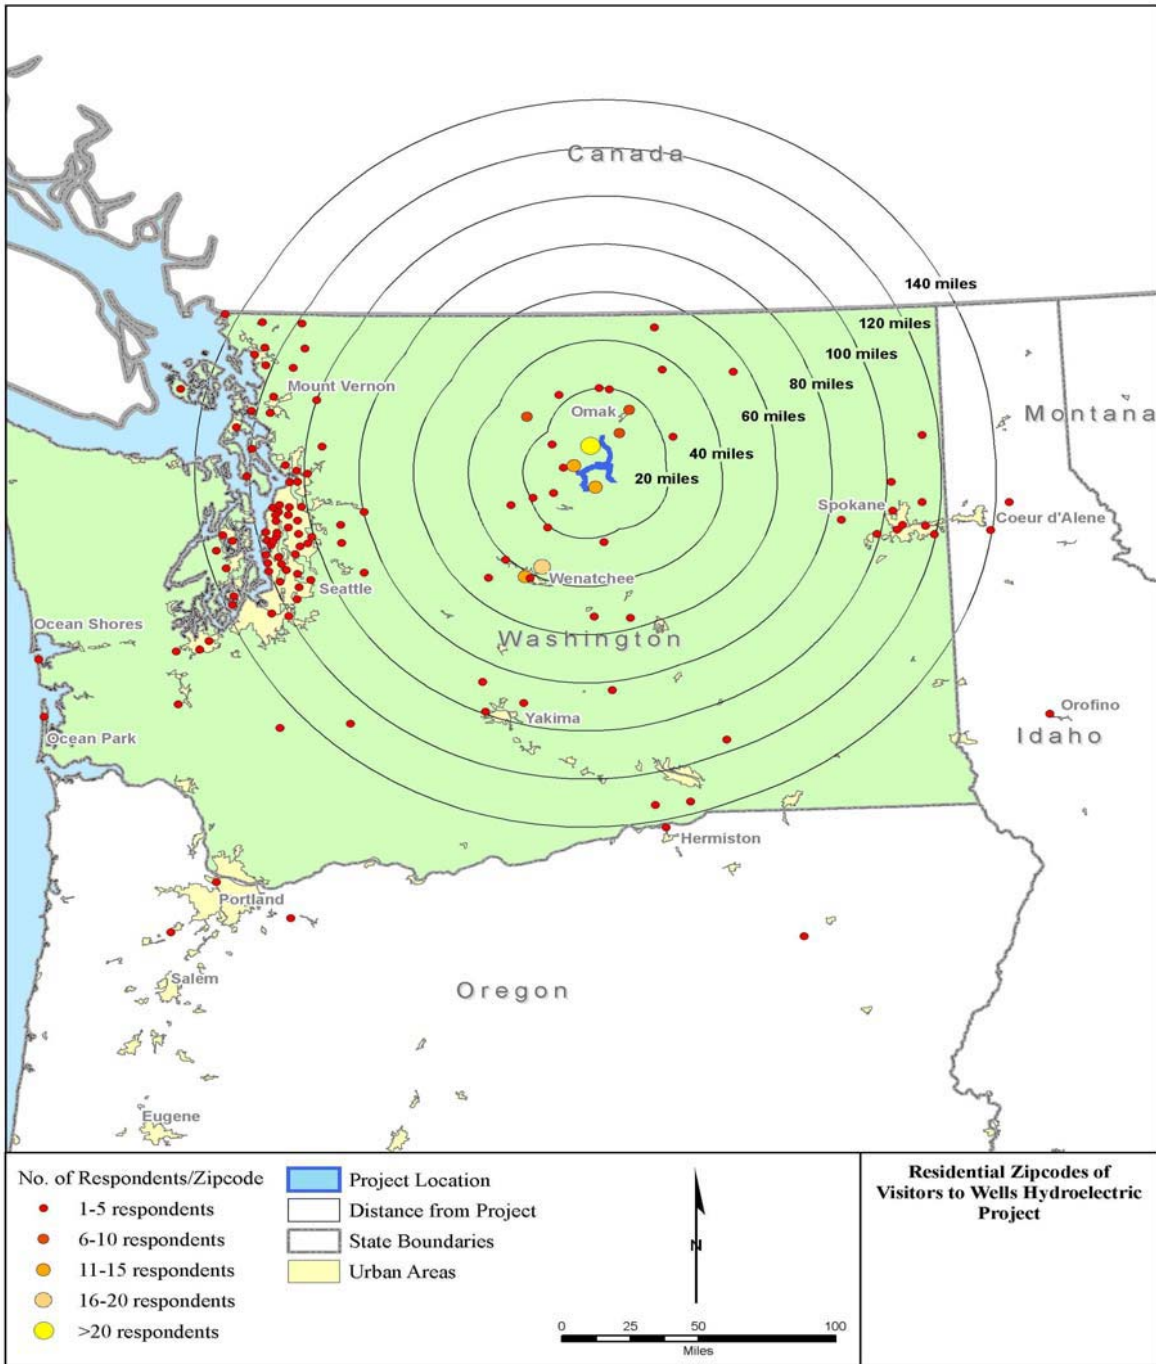 Canada
140 miles
120 miles
100 miles
80 miles
60 miles
40 miles
20 miles
Mount Vernon
Omak
Montana
Spokane
Coeur d'Alene
Wenatchee
Seattle
Ocean Shores
Washington
Orofino
Yakima
Idaho
Ocean Park
Hermiston
Portland
Salem
Oregon
Eugene
No. of Respondents/Zipcode
1-5 respondents
6-10 respondents
11-15 respondents
16-20 respondents
>20 respondents
Project Location
Distance from Project
State Boundaries
Urban Areas
N
0 25 50 100
Miles
Residential Zipcodes of
Visitors to Wells Hydroelectric
Project